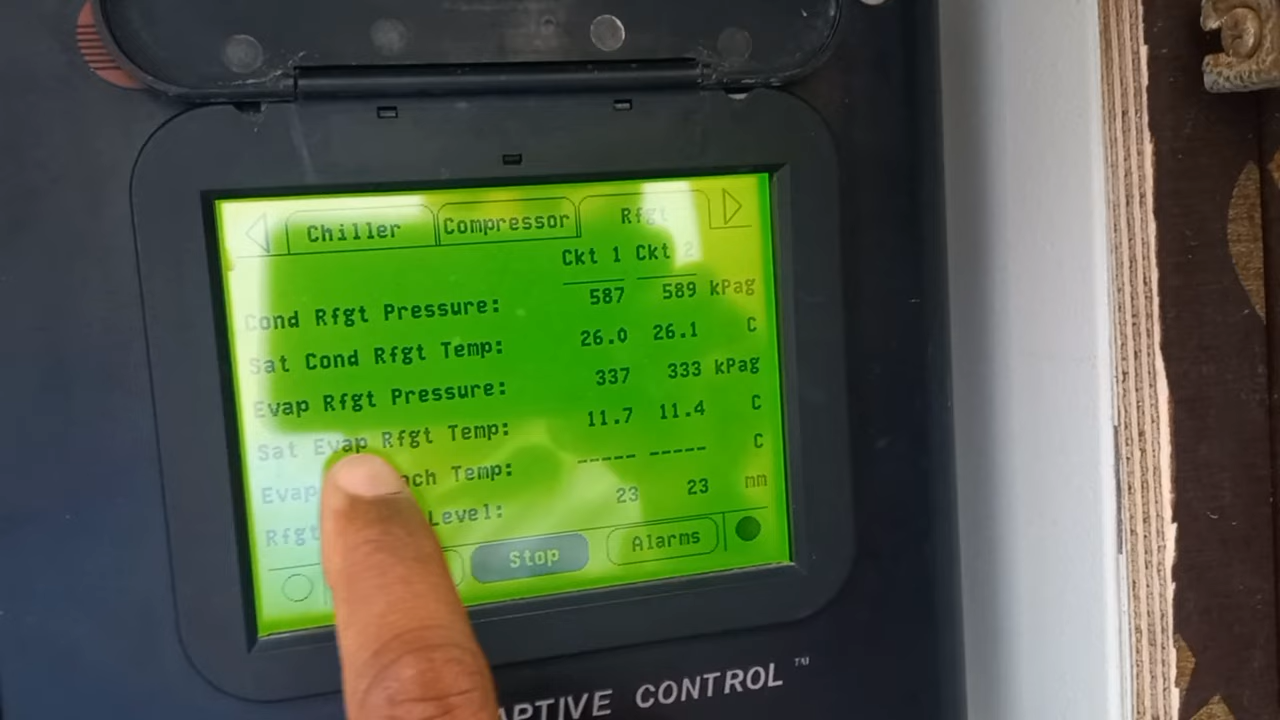 Chiller Compressor Rfgt
Ckt 1 Ckt 2
Cond Rfgt Pressure: 587 589 kPag
Sat Cond Rfgt Temp: 26.0 26.1 C
Evap Rfgt Pressure: 337 333 kPag
Sat Evap Rfgt Temp: 11.7 11.4 C
Evap Temp: ----- ----- C
Rfgt Level: 23 23 mm
Stop Alarms
CONTROL™